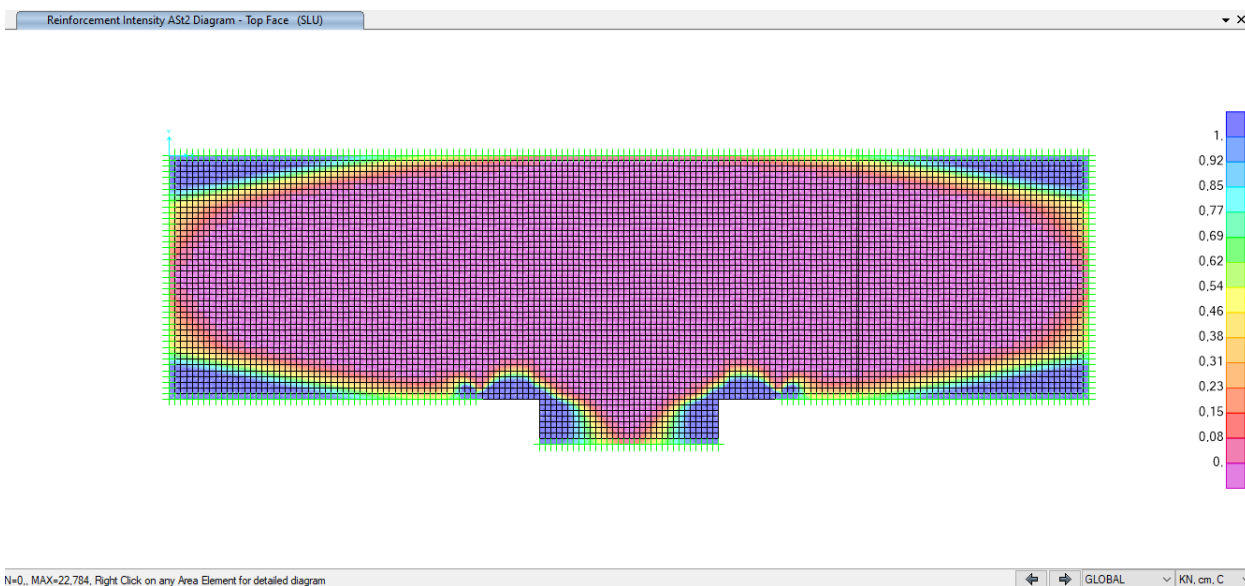 Reinforcement Intensity ASt2 Diagram - Top Face (SLU)
Y
1,
0.92
0.85
0.77
0.69
0.62
0.54
0.46
0.38
0.31
0.23
0.15
0.08
0,
N=0,, MAX=22,784, Right Click on any Area Element for detailed diagram
GLOBAL
KN, cm, C